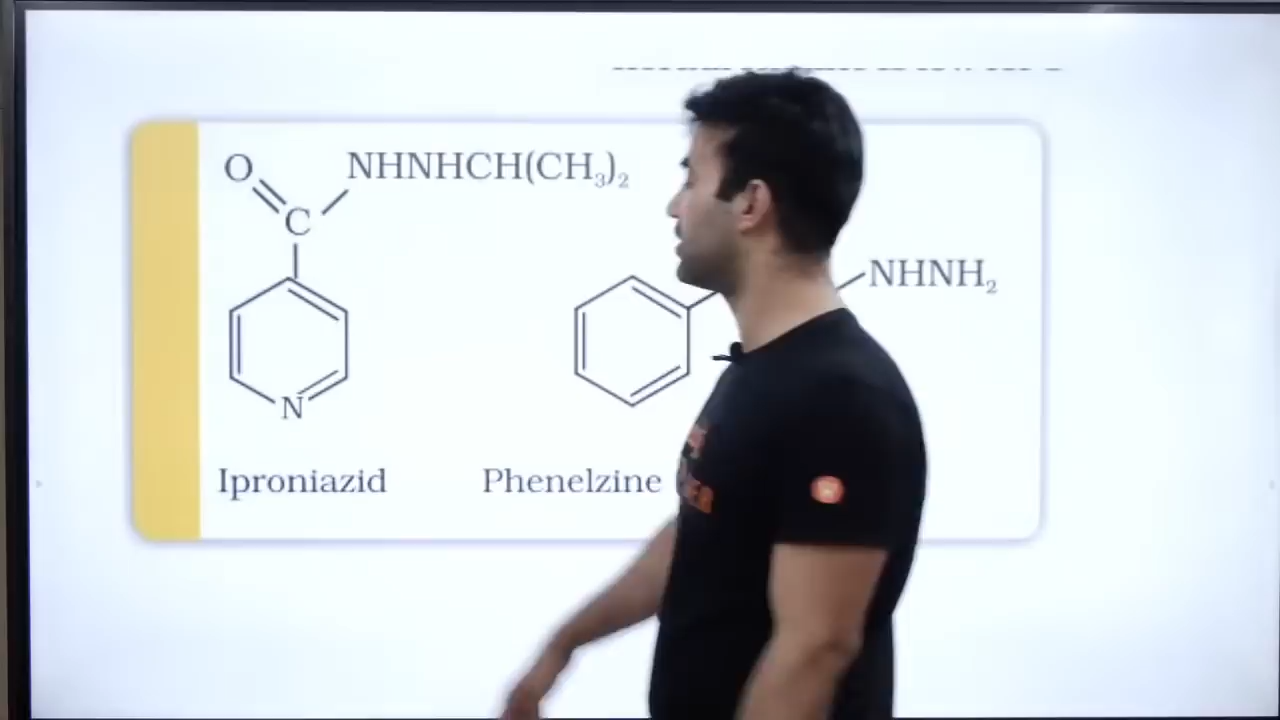 O
NHNHCH(CH₃)₂
C
NHNH₂
N
Iproniazid
Phenelzine